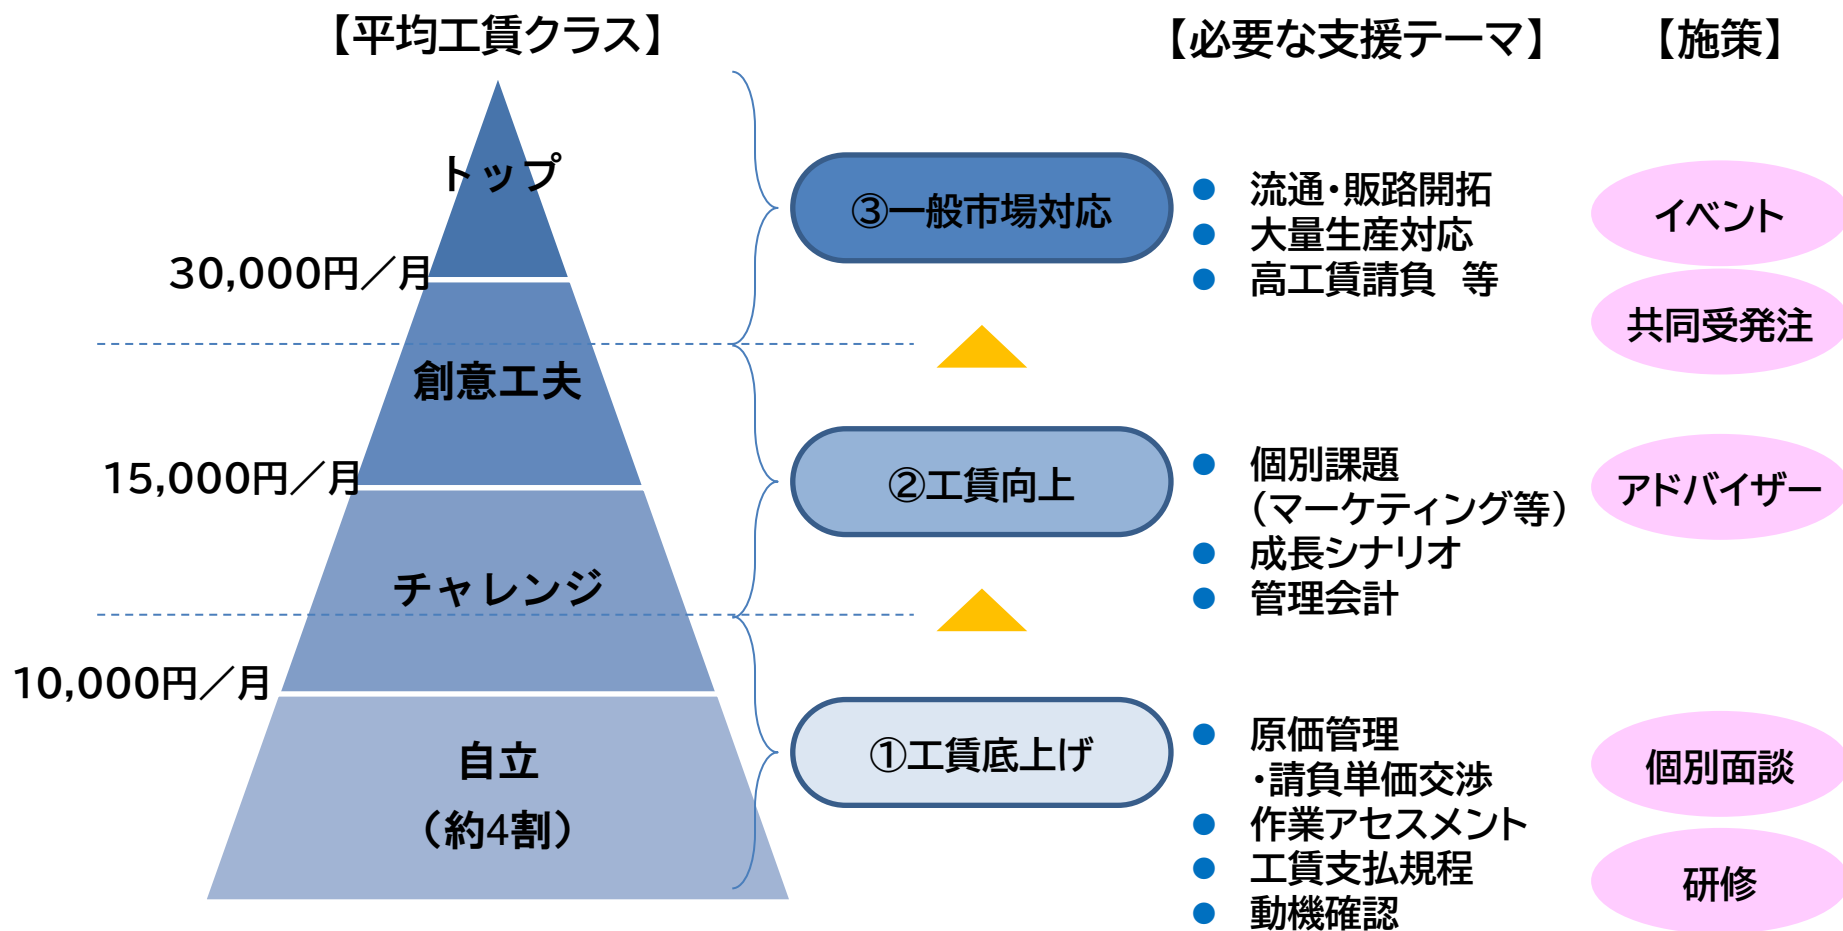 【平均工賃クラス】
【必要な支援テーマ】
【施策】
トップ
30,000円／月
創意工夫
15,000円／月
チャレンジ
10,000円／月
自立
（約4割）
③一般市場対応
● 流通・販路開拓
● 大量生産対応
● 高工賃請負　等
イベント
共同受発注
②工賃向上
● 個別課題
（マーケティング等）
● 成長シナリオ
● 管理会計
アドバイザー
①工賃底上げ
● 原価管理
・請負単価交渉
● 作業アセスメント
● 工賃支払規程
● 動機確認
個別面談
研修